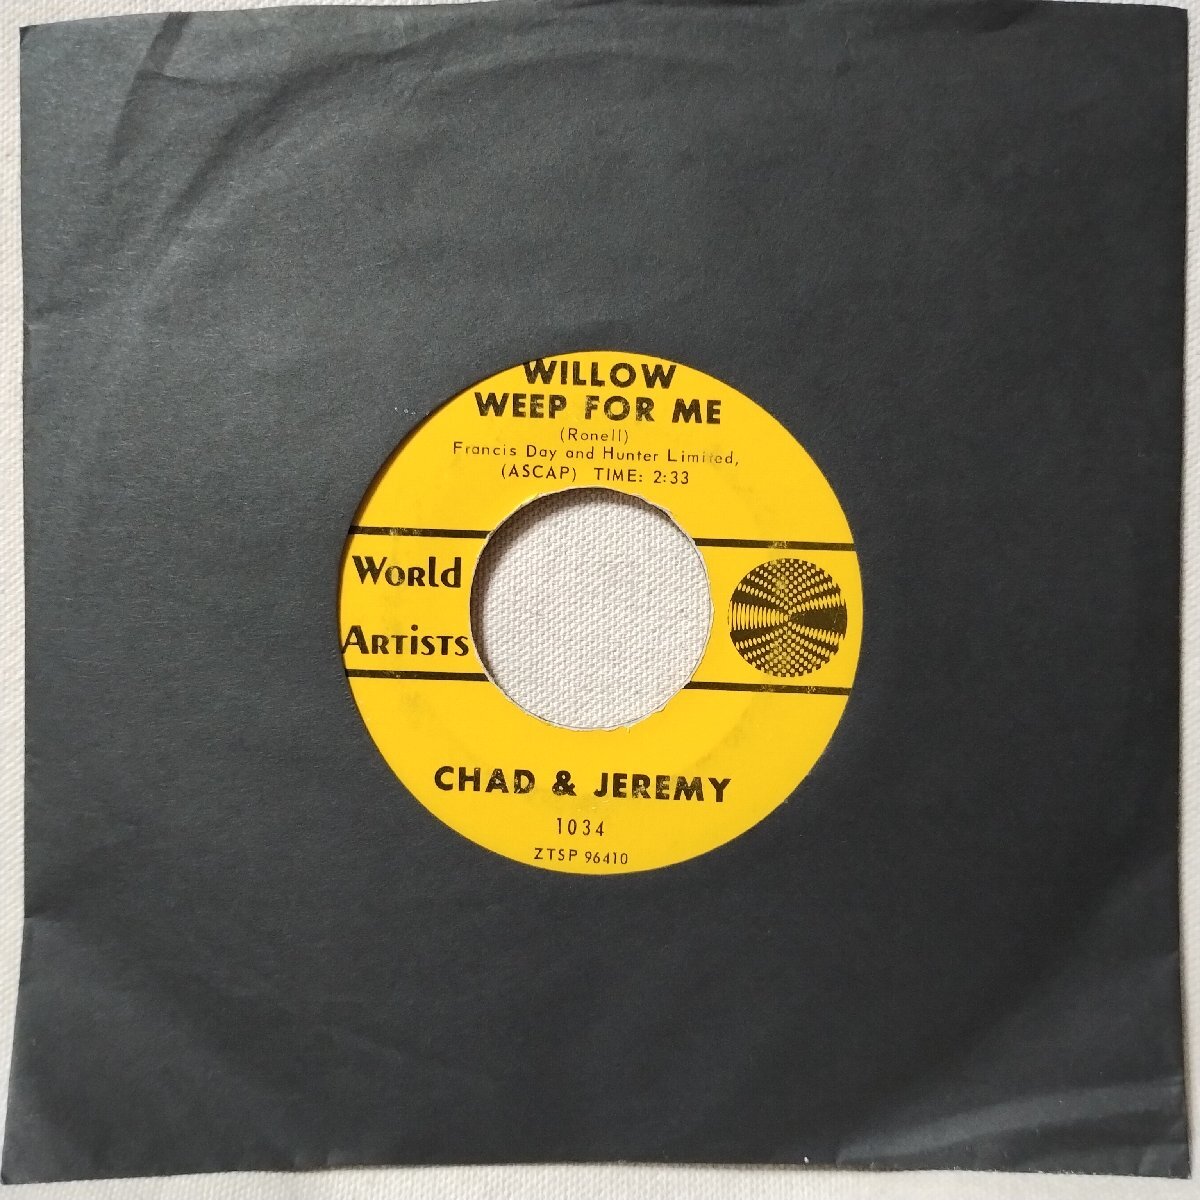 WILLOW
WEEP FOR ME
(Ronell)
Francis Day and Hunter Limited,
(ASCAP) TIME: 2:33
World
Artists
CHAD & JEREMY
1034
ZTSP 96410